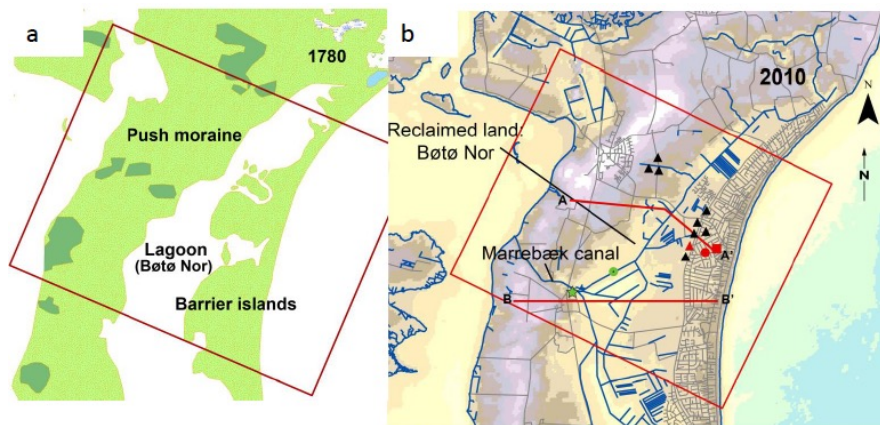 a
1780
Push moraine
Lagoon
(Bøtø Nor)
Barrier islands
b
2010
N
N
Reclaimed land:
Bøtø Nor
A
Marrebæk canal
A'
B
B'